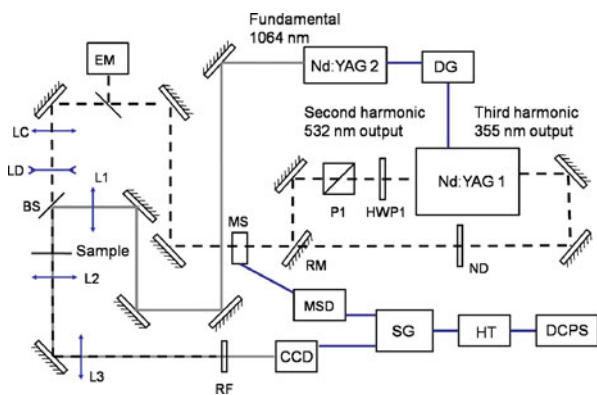 Fundamental
1064 nm
EM
Nd:YAG 2
DG
Second harmonic
532 nm output
Third harmonic
355 nm output
LC
LD
L1
BS
P1
HWP1
Nd:YAG 1
MS
Sample
RM
ND
L2
MSD
SG
HT
DCPS
L3
RF
CCD